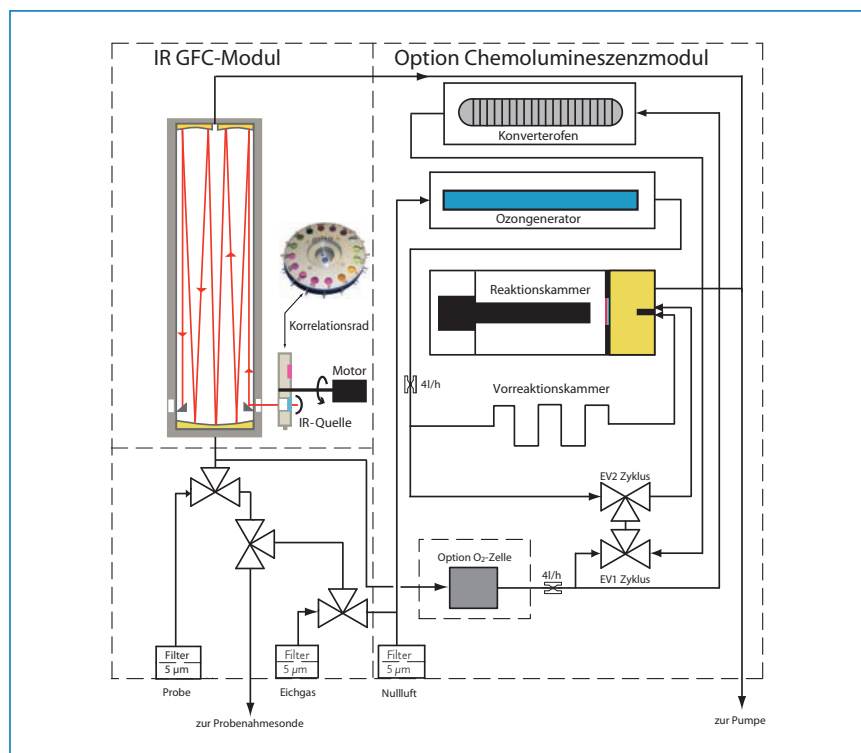 IR GFC-Modul
Option Chemolumineszenzmodul
Konverterofen
Ozongenerator
Reaktionskammer
Korrelationsrad
Motor
IR-Quelle
4l/h
Vorreaktionskammer
EV2 Zyklus
Option O₂-Zelle
4l/h
EV1 Zyklus
Filter
5 µm
Filter
5 µm
Filter
5 µm
Probe
Eichgas
Nullluft
zur Probenahmesonde
zur Pumpe